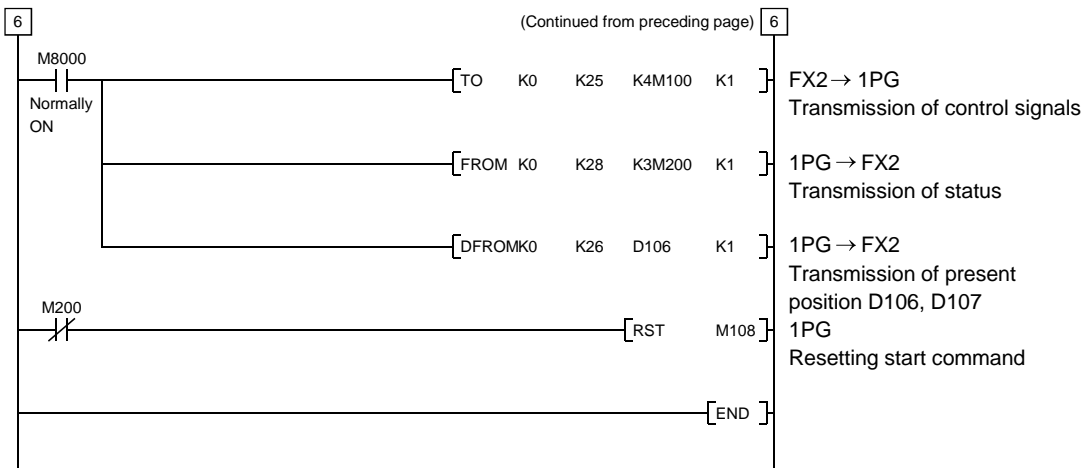 6 (Continued from preceding page) 6
M8000
Normally
ON
TO K0 K25 K4M100 K1
FX2→ 1PG
Transmission of control signals
FROM K0 K28 K3M200 K1
1PG → FX2
Transmission of status
DFROMK0 K26 D106 K1
1PG → FX2
Transmission of present
position D106, D107
M200
RST M108
1PG
Resetting start command
END